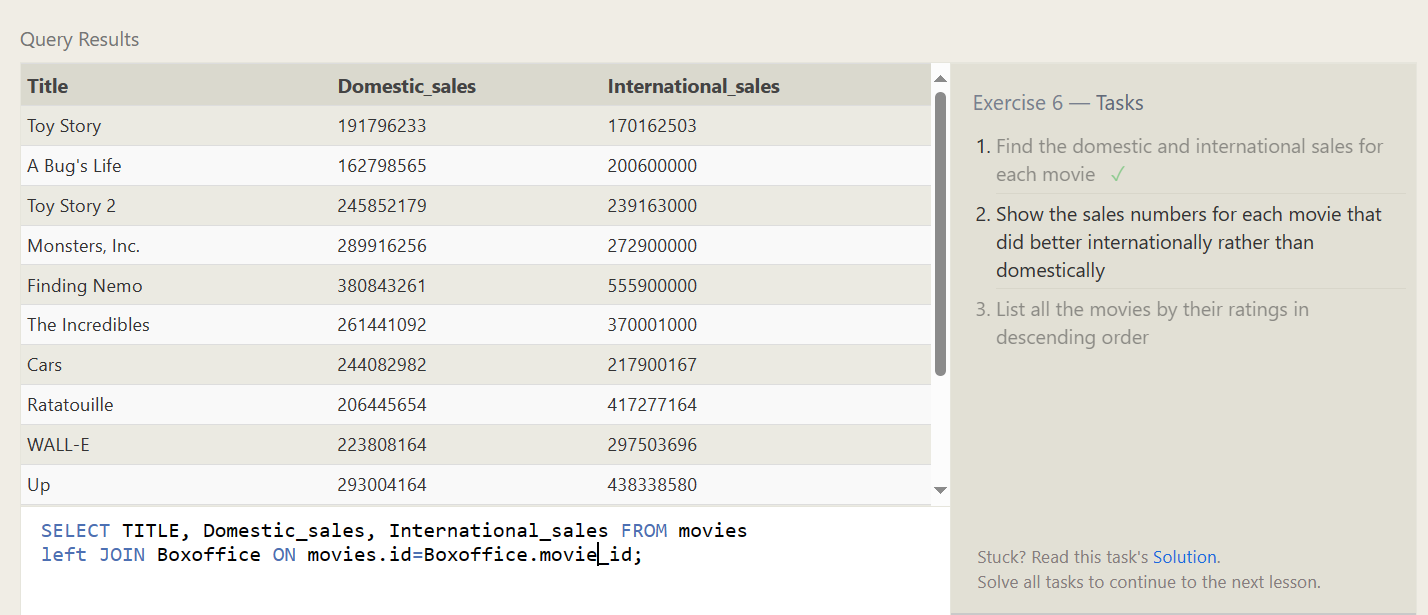 Query Results
Title Domestic_sales International_sales
Toy Story 191796233 170162503
A Bug's Life 162798565 200600000
Toy Story 2 245852179 239163000
Monsters, Inc. 289916256 272900000
Finding Nemo 380843261 555900000
The Incredibles 261441092 370001000
Cars 244082982 217900167
Ratatouille 206445654 417277164
WALL-E 223808164 297503696
Up 293004164 438338580
SELECT TITLE, Domestic_sales, International_sales FROM movies
left JOIN Boxoffice ON movies.id=Boxoffice.movie_id;
Exercise 6 — Tasks
1. Find the domestic and international sales for
each movie ✓
2. Show the sales numbers for each movie that
did better internationally rather than
domestically
3. List all the movies by their ratings in
descending order
Stuck? Read this task's Solution.
Solve all tasks to continue to the next lesson.